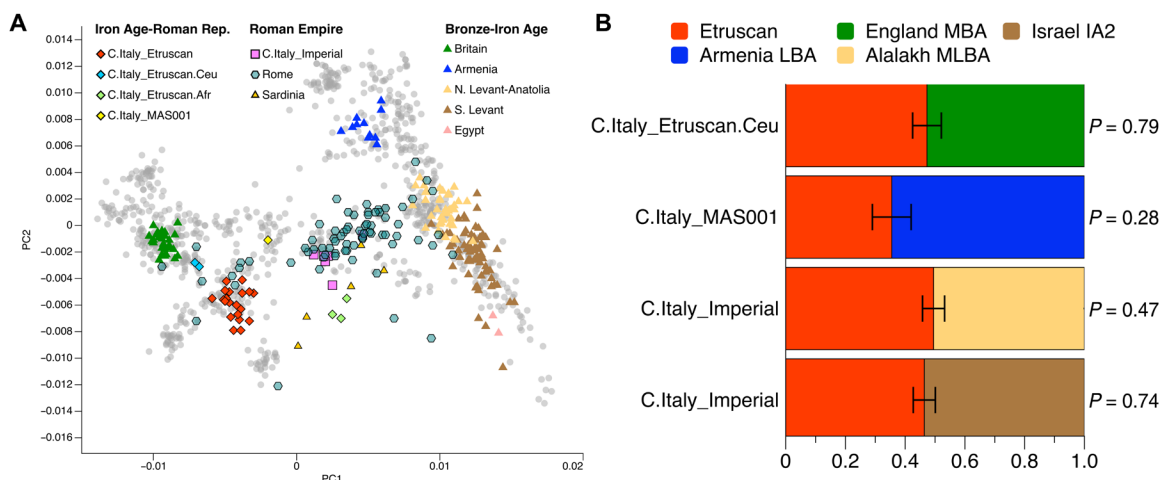 A
Iron Age-Roman Rep.
C.Italy_Etruscan
C.Italy_Etruscan.Ceu
C.Italy_Etruscan.Afr
C.Italy_MAS001
Roman Empire
C.Italy_Imperial
Rome
Sardinia
Bronze-Iron Age
Britain
Armenia
N. Levant-Anatolia
S. Levant
Egypt
0.014
0.012
0.010
0.008
0.006
0.004
0.002
0
−0.002
−0.004
−0.006
−0.008
−0.010
−0.012
−0.014
−0.016
PC2
−0.01
0
0.01
0.02
PC1
B
Etruscan
England MBA
Israel IA2
Armenia LBA
Alalakh MLBA
C.Italy_Etruscan.Ceu
P = 0.79
C.Italy_MAS001
P = 0.28
C.Italy_Imperial
P = 0.47
C.Italy_Imperial
P = 0.74
0 0.2 0.4 0.6 0.8 1.0